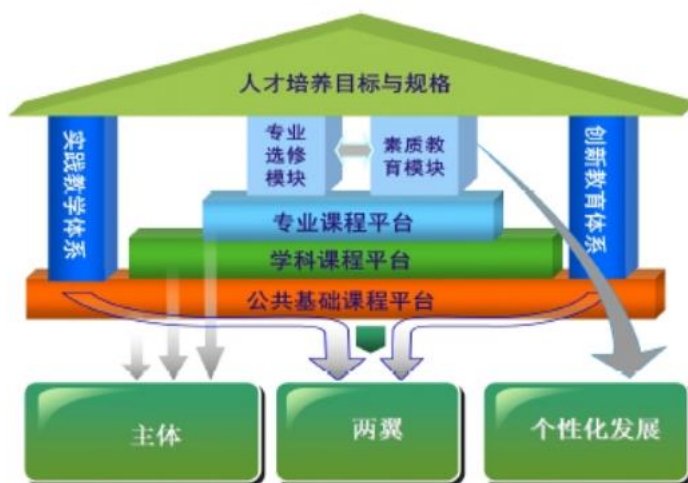 人才培养目标与规格
实践教学体系
专业
选修
模块
素质教
育模块
创新教育体系
专业课程平台
学科课程平台
公共基础课程平台
主体
两翼
个性化发展